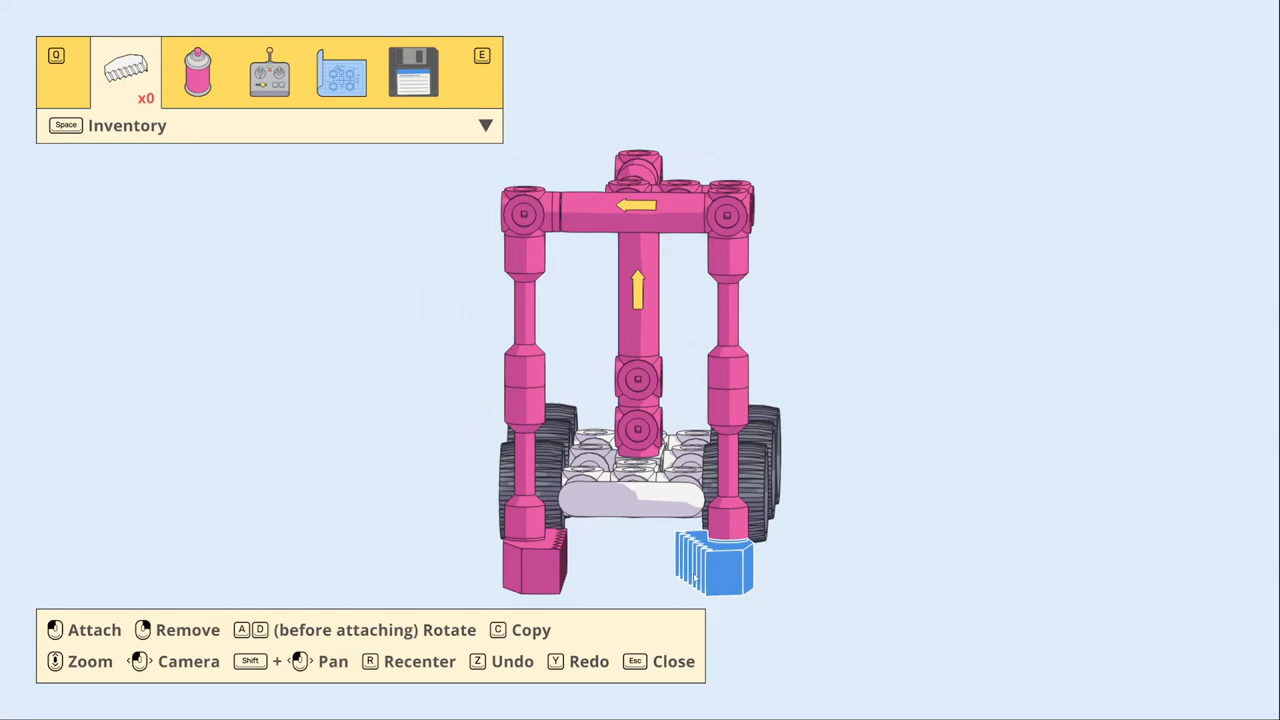 Q
x0
E
Space Inventory
Attach Remove A D (before attaching) Rotate C Copy
Zoom Camera Shift + Pan R Recenter Z Undo Y Redo Esc Close